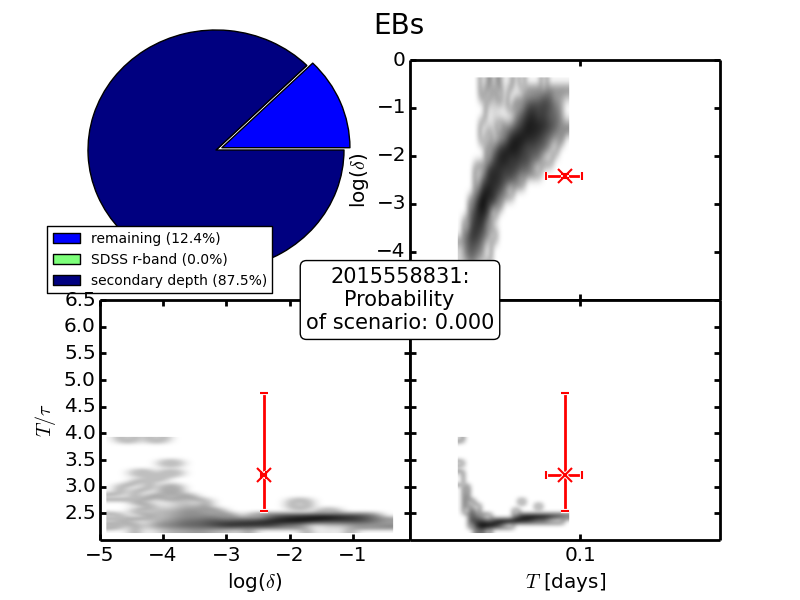 EBs
remaining (12.4%)
SDSS r-band (0.0%)
secondary depth (87.5%)
0
−1
−2
−3
−4
log(δ)
2015558831:
Probability
of scenario: 0.000
6.5
6.0
5.5
5.0
4.5
4.0
3.5
3.0
2.5
T/τ
−5
−4
−3
−2
−1
log(δ)
0.1
T [days]